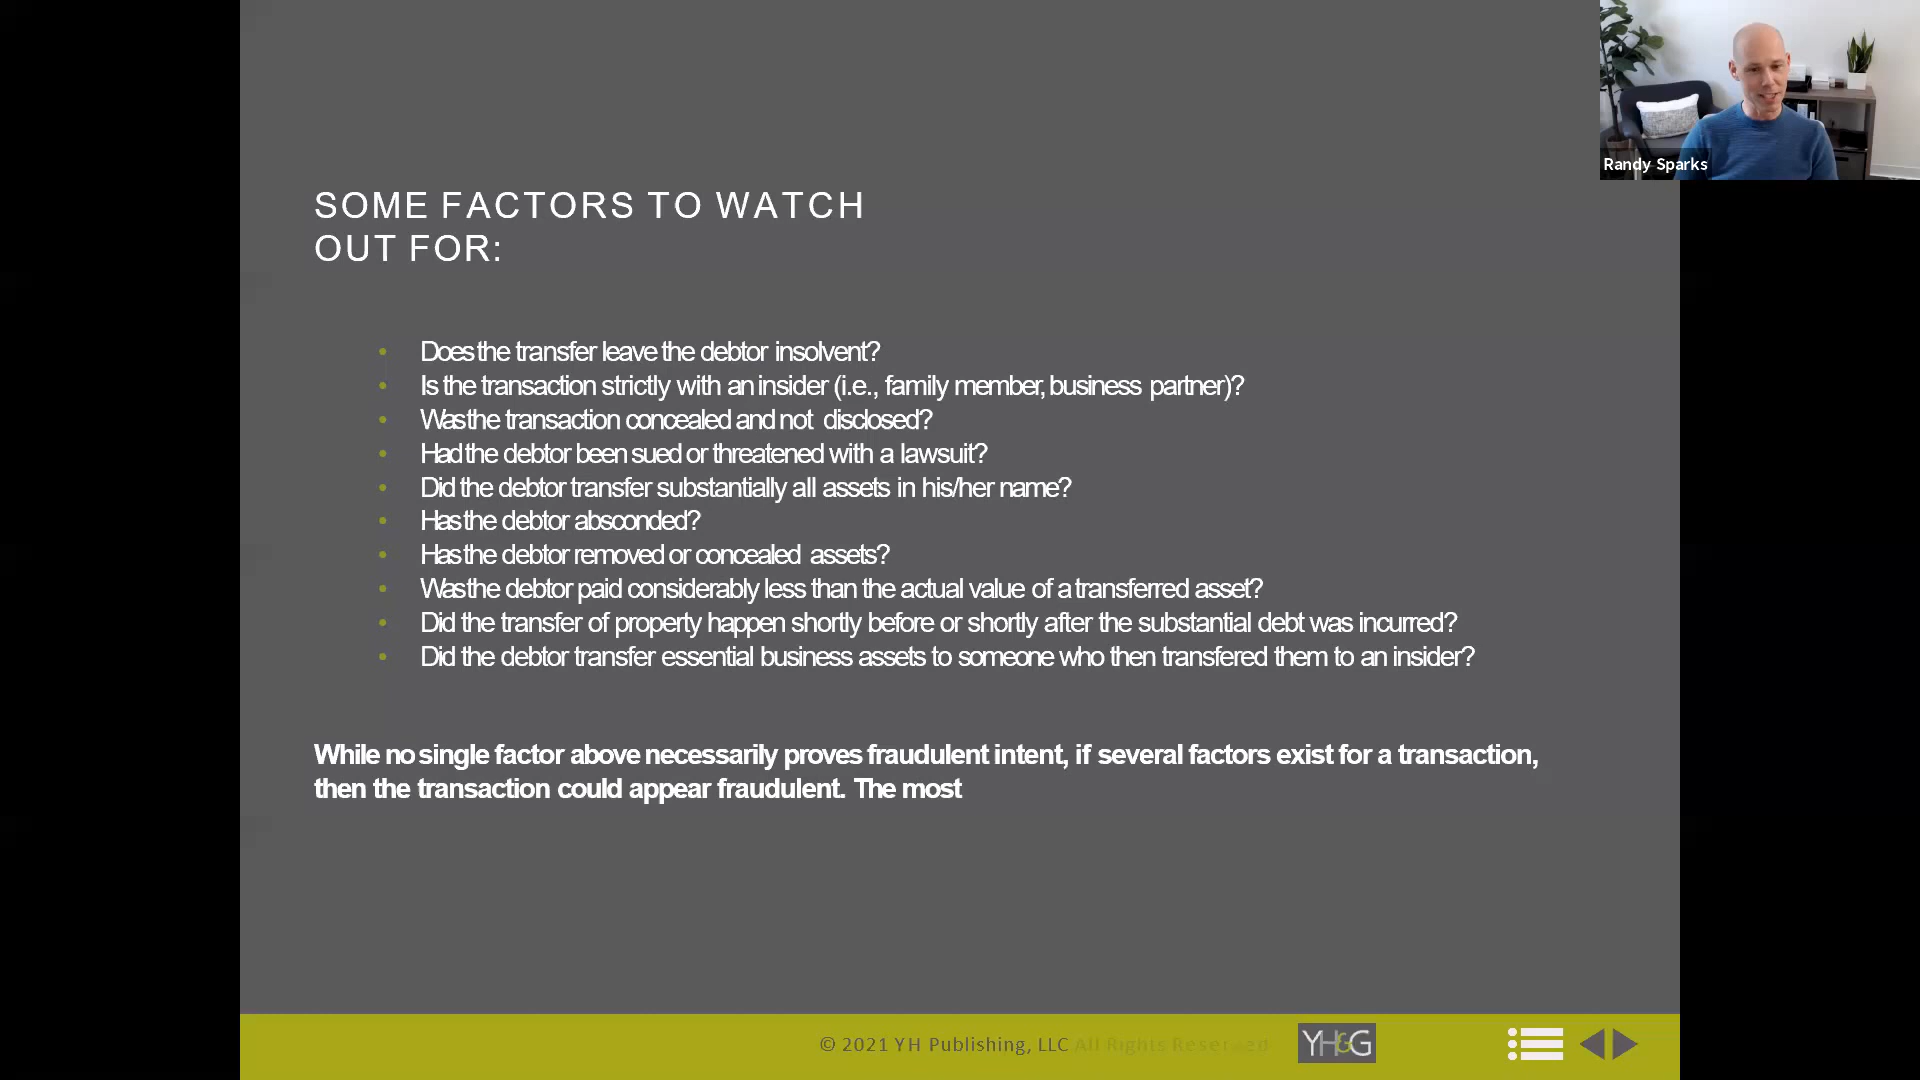 Randy Sparks
SOME FACTORS TO WATCH
OUT FOR:
• Does the transfer leave the debtor insolvent?
• Is the transaction strictly with an insider (i.e., family member, business partner)?
• Was the transaction concealed and not disclosed?
• Had the debtor been sued or threatened with a lawsuit?
• Did the debtor transfer substantially all assets in his/her name?
• Has the debtor absconded?
• Has the debtor removed or concealed assets?
• Was the debtor paid considerably less than the actual value of a transferred asset?
• Did the transfer of property happen shortly before or shortly after the substantial debt was incurred?
• Did the debtor transfer essential business assets to someone who then transfered them to an insider?
While no single factor above necessarily proves fraudulent intent, if several factors exist for a transaction,
then the transaction could appear fraudulent. The most
© 2021 YH Publishing, LLC All Rights Reserved
YH&G